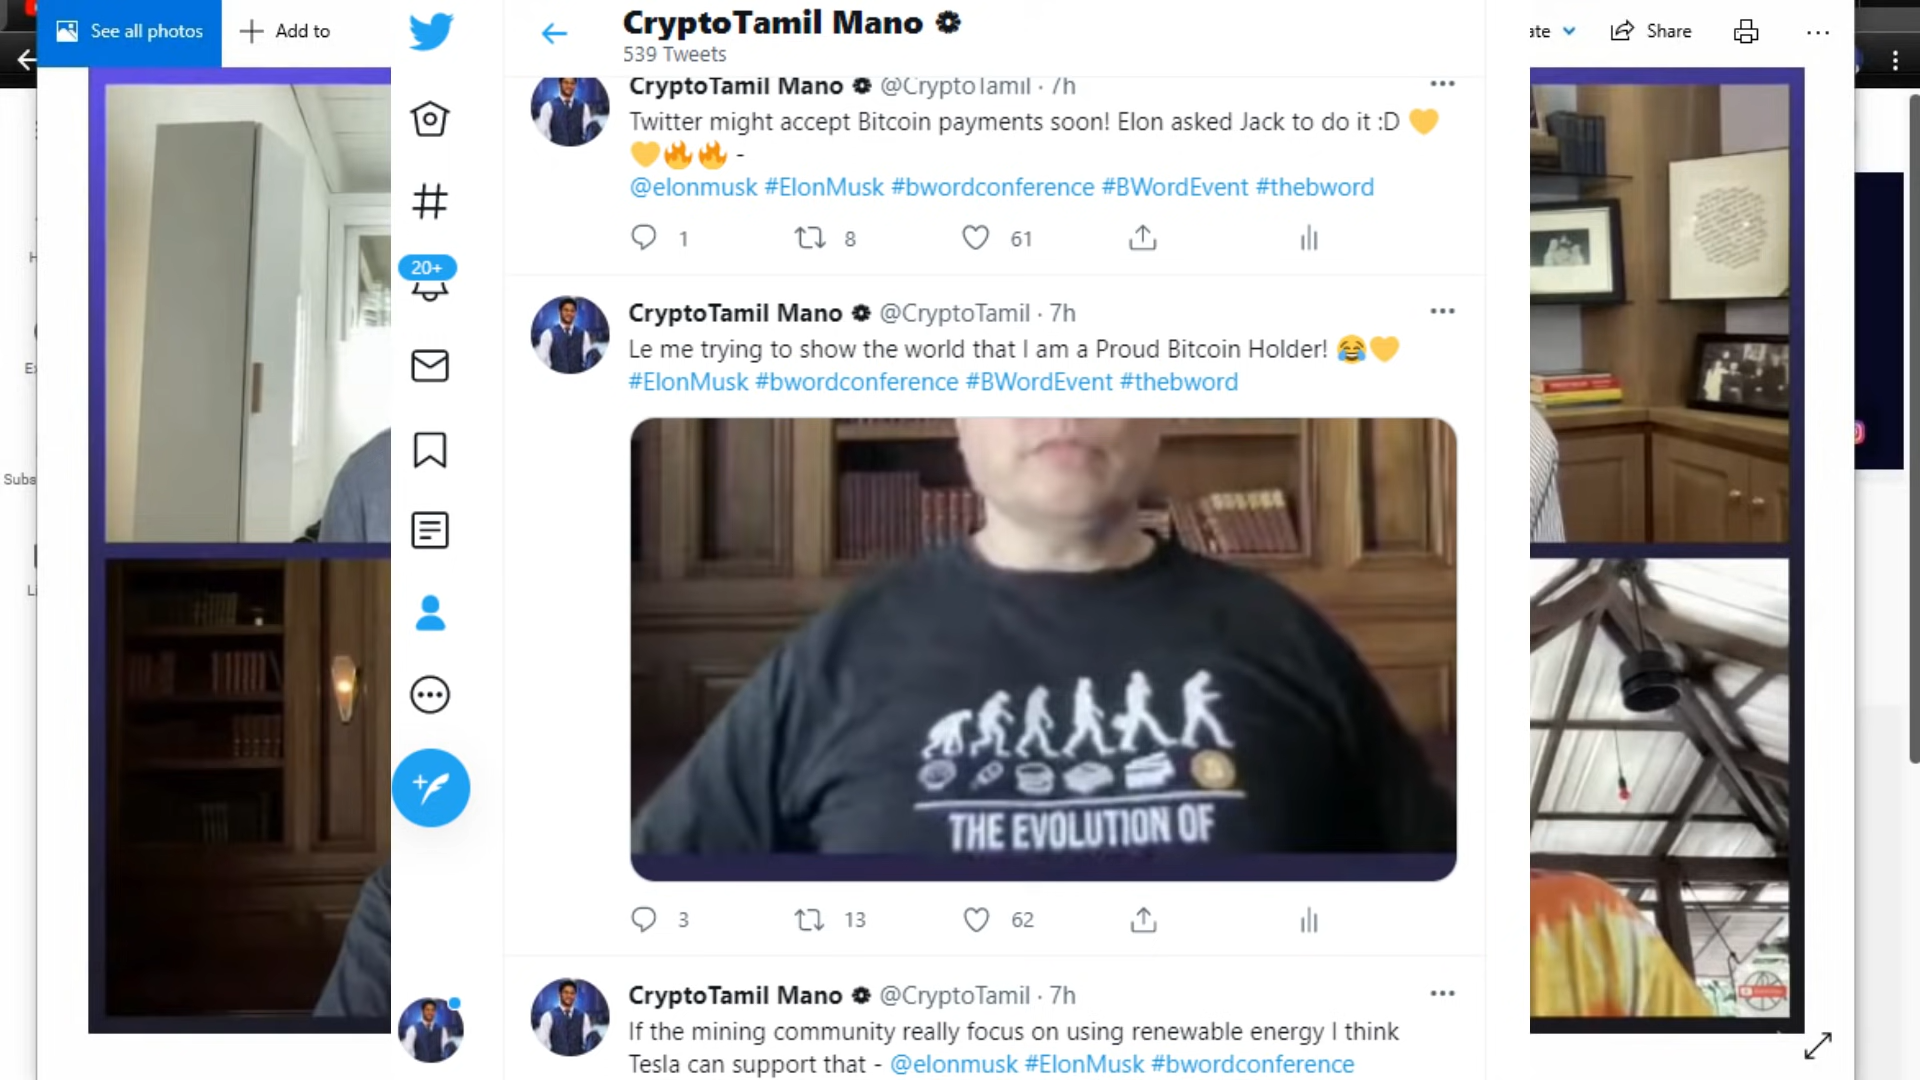 See all photos
Add to
CryptoTamil Mano
539 Tweets
ate
Share
CryptoTamil Mano @CryptoTamil · 7h
Twitter might accept Bitcoin payments soon! Elon asked Jack to do it :D 💛
💛🔥🔥 -
@elonmusk #ElonMusk #bwordconference #BWordEvent #thebword
1 8 61
20+
CryptoTamil Mano @CryptoTamil · 7h
Le me trying to show the world that I am a Proud Bitcoin Holder! 😂💛
#ElonMusk #bwordconference #BWordEvent #thebword
Subs
THE EVOLUTION OF
3 13 62
CryptoTamil Mano @CryptoTamil · 7h
If the mining community really focus on using renewable energy I think
Tesla can support that - @elonmusk #ElonMusk #bwordconference